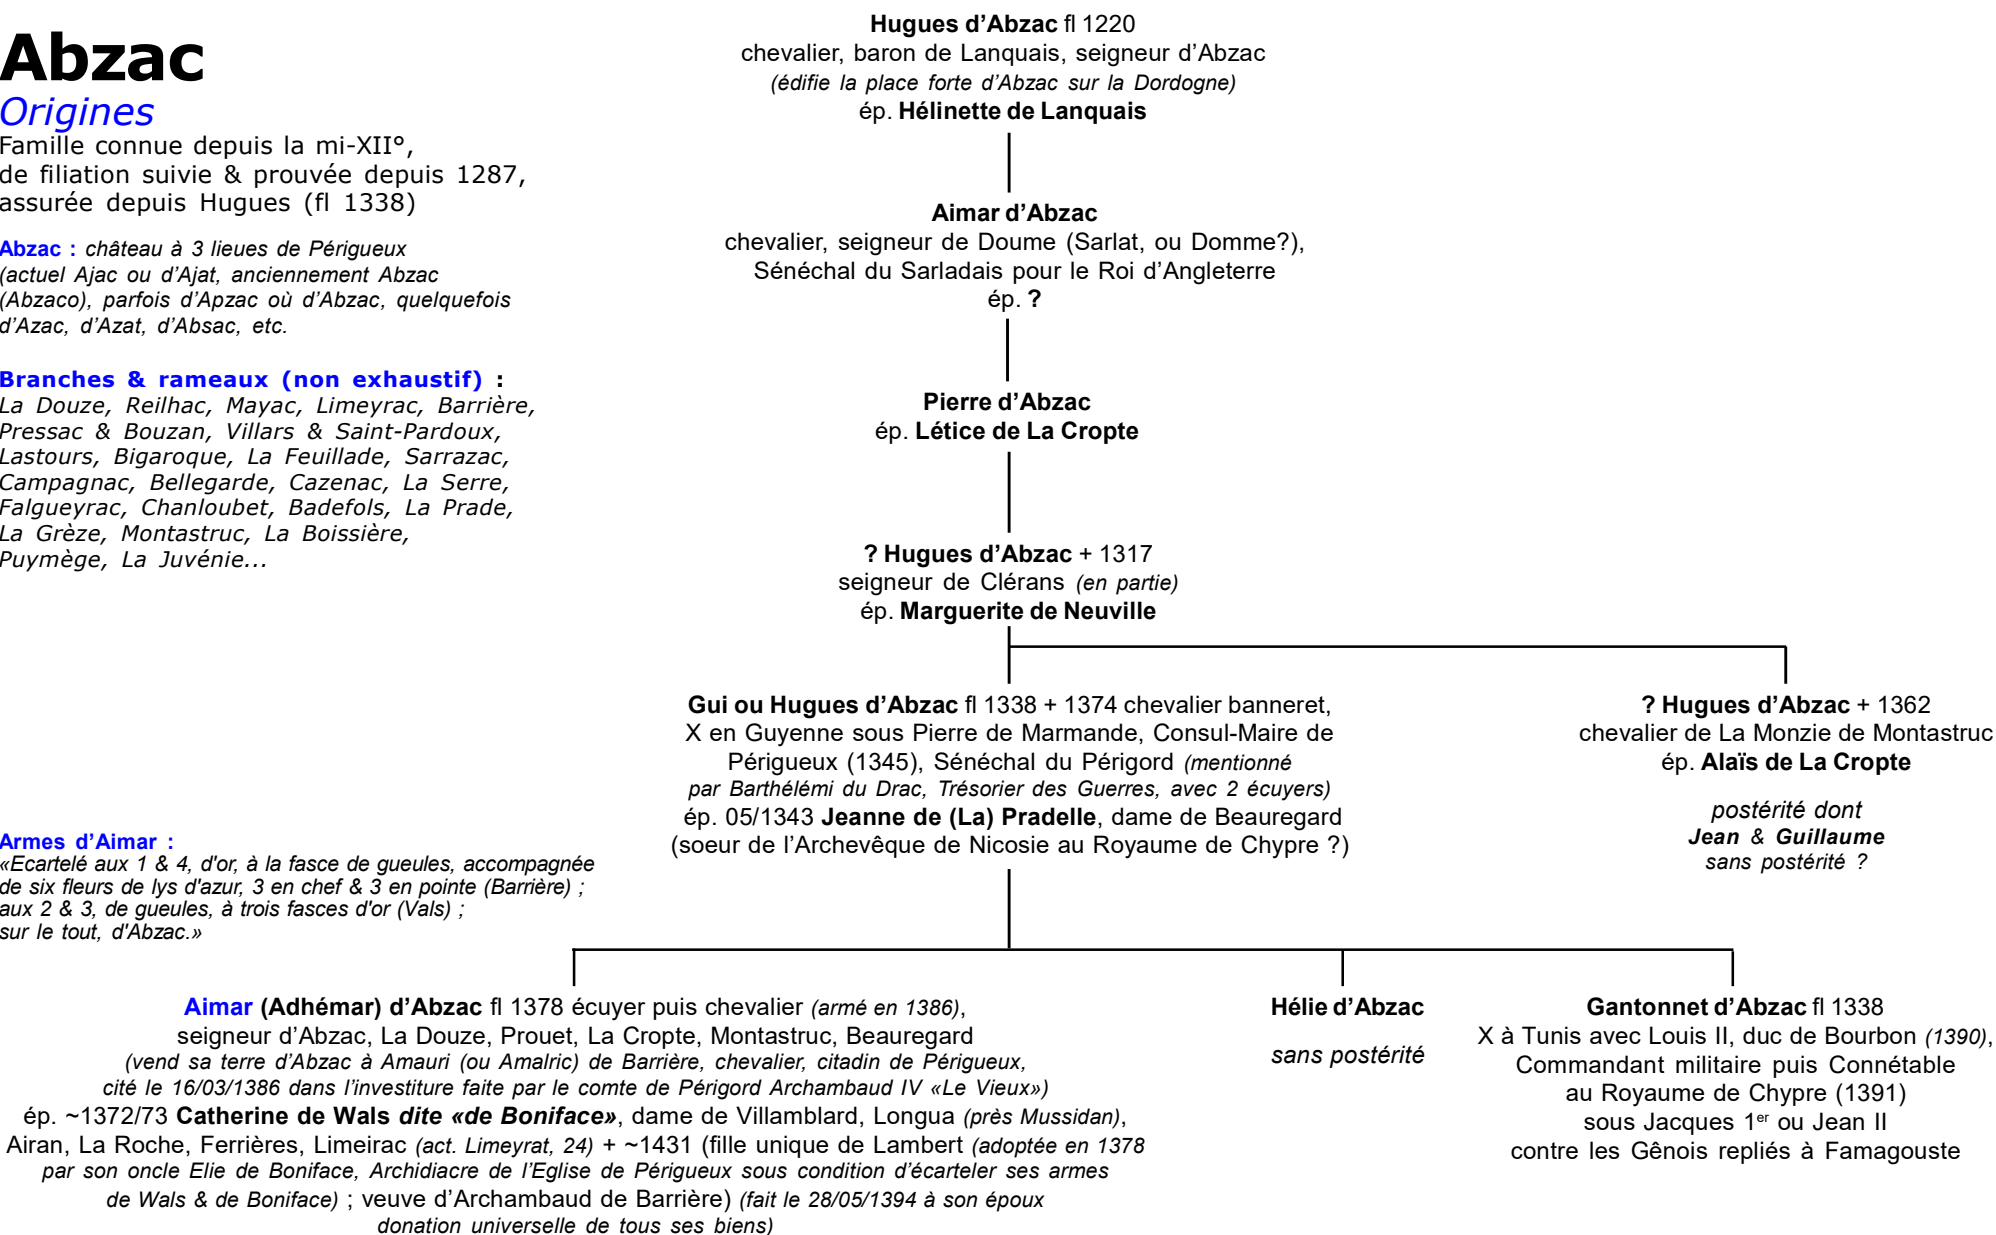 Abzac
Origines
Famille connue depuis la mi-XII°,
de filiation suivie & prouvée depuis 1287,
assurée depuis Hugues (fl 1338)
Abzac : château à 3 lieues de Périgueux
(actuel Ajac ou d’Ajat, anciennement Abzac
(Abzaco), parfois d’Apzac où d’Abzac, quelquefois
d’Azac, d’Azat, d’Absac, etc.
Branches & rameaux (non exhaustif) :
La Douze, Reilhac, Mayac, Limeyrac, Barrière,
Pressac & Bouzan, Villars & Saint-Pardoux,
Lastours, Bigaroque, La Feuillade, Sarrazac,
Campagnac, Bellegarde, Cazenac, La Serre,
Falgueyrac, Chanloubet, Badefols, La Prade,
La Grèze, Montastruc, La Boissière,
Puymège, La Juvénie...
Hugues d’Abzac fl 1220
chevalier, baron de Lanquais, seigneur d’Abzac
(édifie la place forte d’Abzac sur la Dordogne)
ép. Hélinette de Lanquais
Aimar d’Abzac
chevalier, seigneur de Doume (Sarlat, ou Domme?),
Sénéchal du Sarladais pour le Roi d’Angleterre
ép. ?
Pierre d’Abzac
ép. Létice de La Cropte
? Hugues d’Abzac + 1317
seigneur de Clérans (en partie)
ép. Marguerite de Neuville
Gui ou Hugues d’Abzac fl 1338 + 1374 chevalier banneret,
X en Guyenne sous Pierre de Marmande, Consul-Maire de
Périgueux (1345), Sénéchal du Périgord (mentionné
par Barthélémi du Drac, Trésorier des Guerres, avec 2 écuyers)
ép. 05/1343 Jeanne de (La) Pradelle, dame de Beauregard
(soeur de l’Archevêque de Nicosie au Royaume de Chypre ?)
? Hugues d’Abzac + 1362
chevalier de La Monzie de Montastruc
ép. Alaïs de La Cropte
postérité dont
Jean & Guillaume
sans postérité ?
Armes d’Aimar :
«Ecartelé aux 1 & 4, d'or, à la fasce de gueules, accompagnée
de six fleurs de lys d'azur, 3 en chef & 3 en pointe (Barrière) ;
aux 2 & 3, de gueules, à trois fasces d'or (Vals) ;
sur le tout, d'Abzac.»
Aimar (Adhémar) d’Abzac fl 1378 écuyer puis chevalier (armé en 1386),
seigneur d’Abzac, La Douze, Prouet, La Cropte, Montastruc, Beauregard
(vend sa terre d’Abzac à Amauri (ou Amalric) de Barrière, chevalier, citadin de Périgueux,
cité le 16/03/1386 dans l’investiture faite par le comte de Périgord Archambaud IV «Le Vieux»)
ép. ~1372/73 Catherine de Wals dite «de Boniface», dame de Villamblard, Longua (près Mussidan),
Airan, La Roche, Ferrières, Limeirac (act. Limeyrat, 24) + ~1431 (fille unique de Lambert (adoptée en 1378
par son oncle Elie de Boniface, Archidiacre de l’Eglise de Périgueux sous condition d’écarteler ses armes
de Wals & de Boniface) ; veuve d’Archambaud de Barrière) (fait le 28/05/1394 à son époux
donation universelle de tous ses biens)
Hélie d’Abzac
sans postérité
Gantonnet d’Abzac fl 1338
X à Tunis avec Louis II, duc de Bourbon (1390),
Commandant militaire puis Connétable
au Royaume de Chypre (1391)
sous Jacques 1er ou Jean II
contre les Gênois repliés à Famagouste